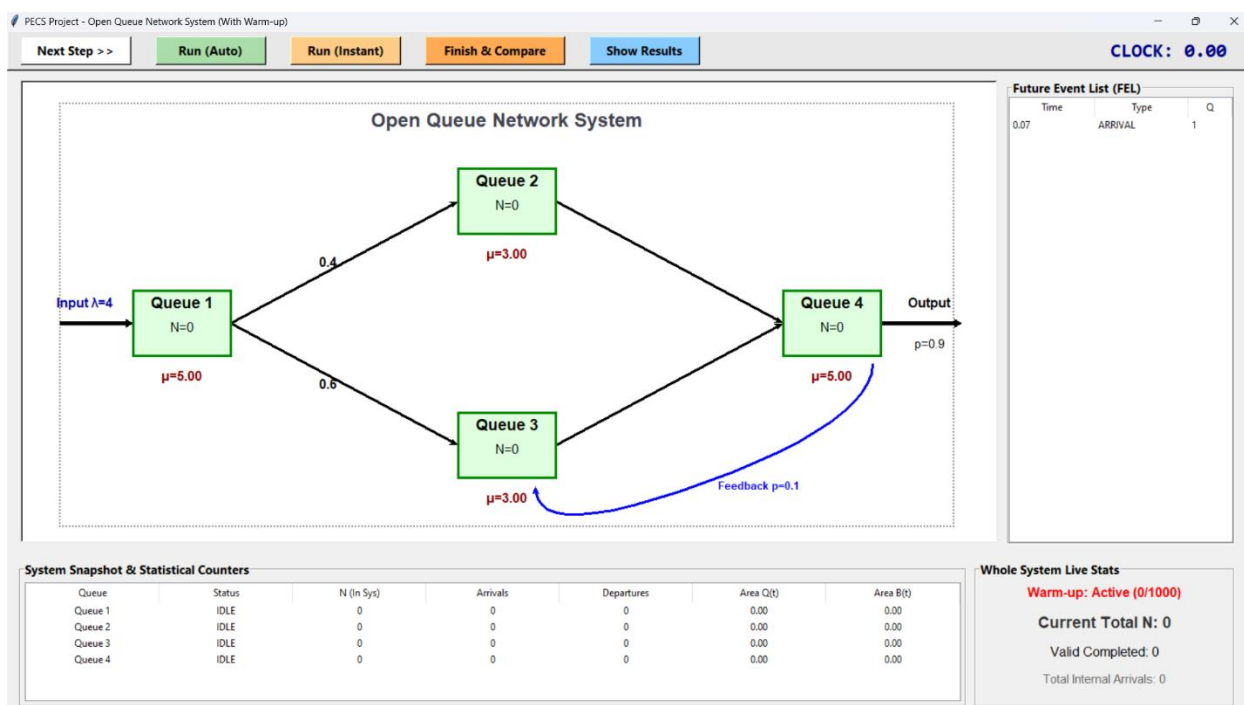 PECS Project - Open Queue Network System (With Warm-up)
Next Step >> Run (Auto) Run (Instant) Finish & Compare Show Results CLOCK: 0.00
Future Event List (FEL)
Time Type Q
0.07 ARRIVAL 1
Open Queue Network System
Queue 2
N=0
μ=3.00
0.4
Input λ=4
Queue 1
N=0
μ=5.00
Queue 4
N=0
μ=5.00
Output
p=0.9
0.6
Queue 3
N=0
μ=3.00
Feedback p=0.1
System Snapshot & Statistical Counters
Queue Status N (In Sys) Arrivals Departures Area Q(t) Area B(t)
Queue 1 IDLE 0 0 0 0.00 0.00
Queue 2 IDLE 0 0 0 0.00 0.00
Queue 3 IDLE 0 0 0 0.00 0.00
Queue 4 IDLE 0 0 0 0.00 0.00
Whole System Live Stats
Warm-up: Active (0/1000)
Current Total N: 0
Valid Completed: 0
Total Internal Arrivals: 0